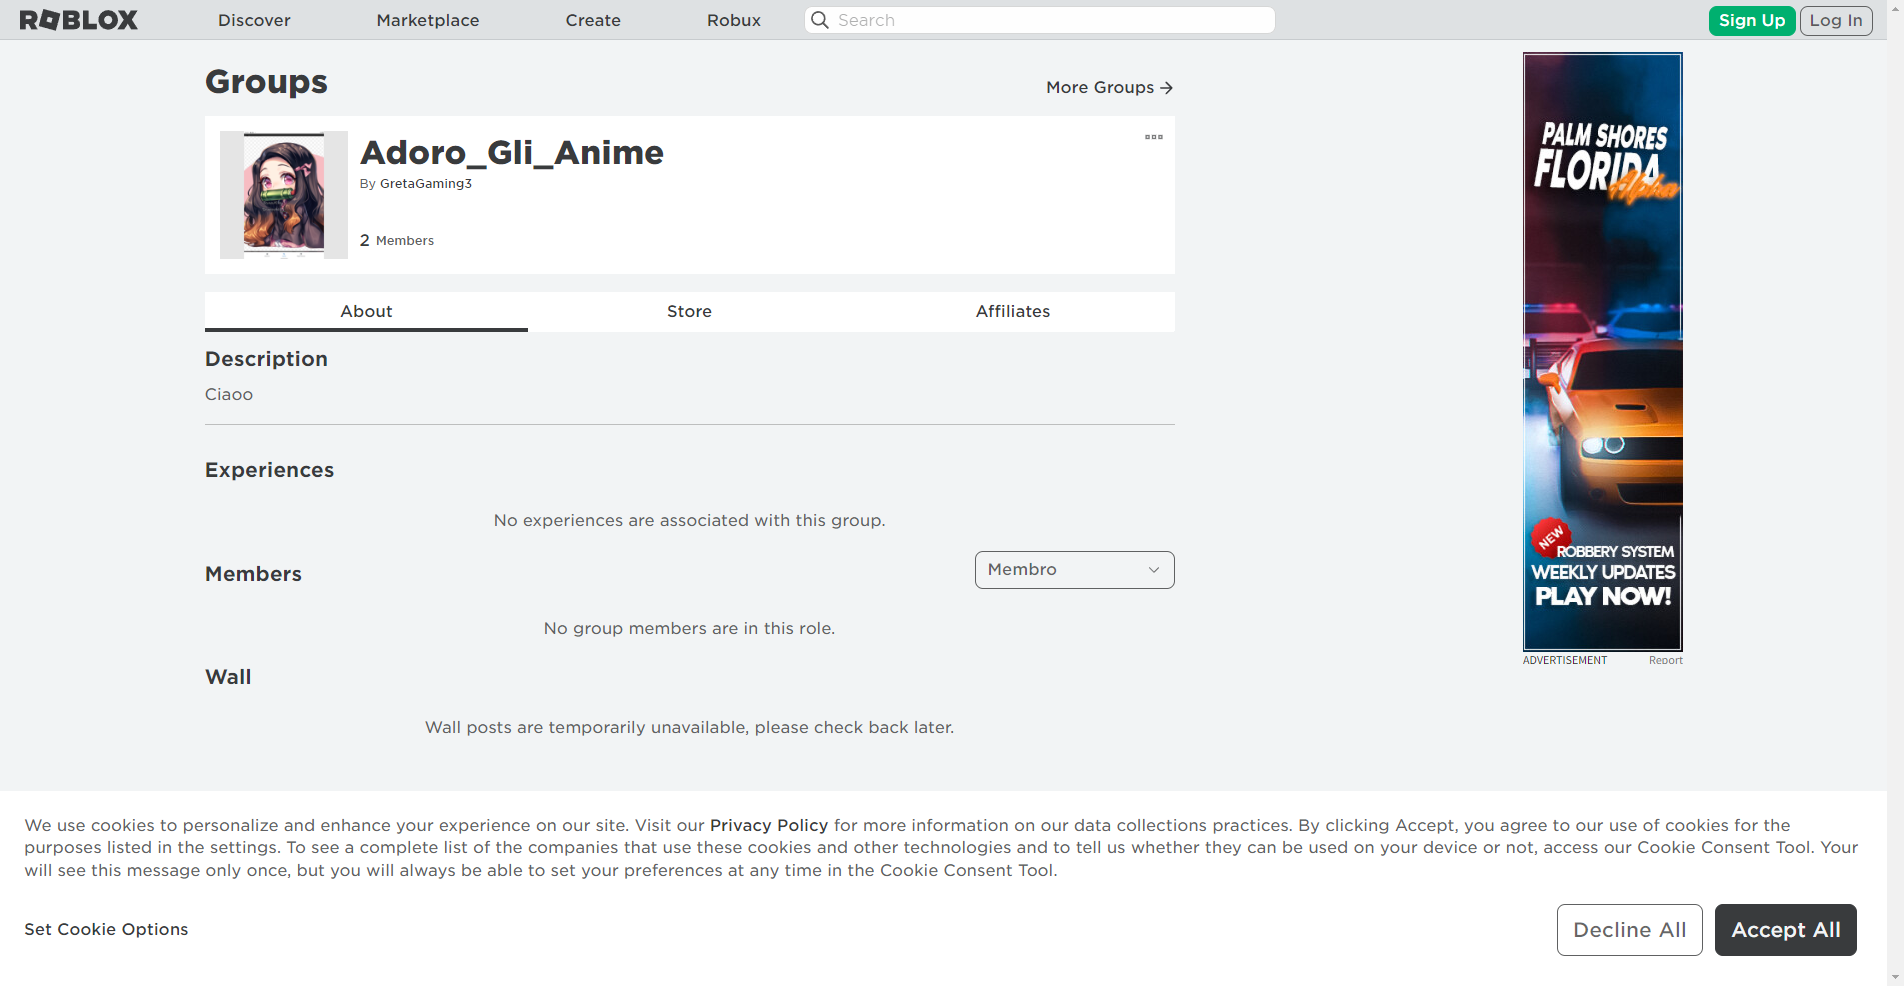 ROBLOX Discover Marketplace Create Robux Search Sign Up Log In
Groups
More Groups
Adoro_Gli_Anime
By GretaGaming3
2 Members
About Store Affiliates
Description
Ciaoo
Experiences
No experiences are associated with this group.
Members
Membro
No group members are in this role.
Wall
Wall posts are temporarily unavailable, please check back later.
PALM SHORES
FLORIDA
Alpha
NEW
ROBBERY SYSTEM
WEEKLY UPDATES
PLAY NOW!
ADVERTISEMENT Report
We use cookies to personalize and enhance your experience on our site. Visit our Privacy Policy for more information on our data collections practices. By clicking Accept, you agree to our use of cookies for the
purposes listed in the settings. To see a complete list of the companies that use these cookies and other technologies and to tell us whether they can be used on your device or not, access our Cookie Consent Tool. Your
will see this message only once, but you will always be able to set your preferences at any time in the Cookie Consent Tool.
Set Cookie Options
Decline All
Accept All